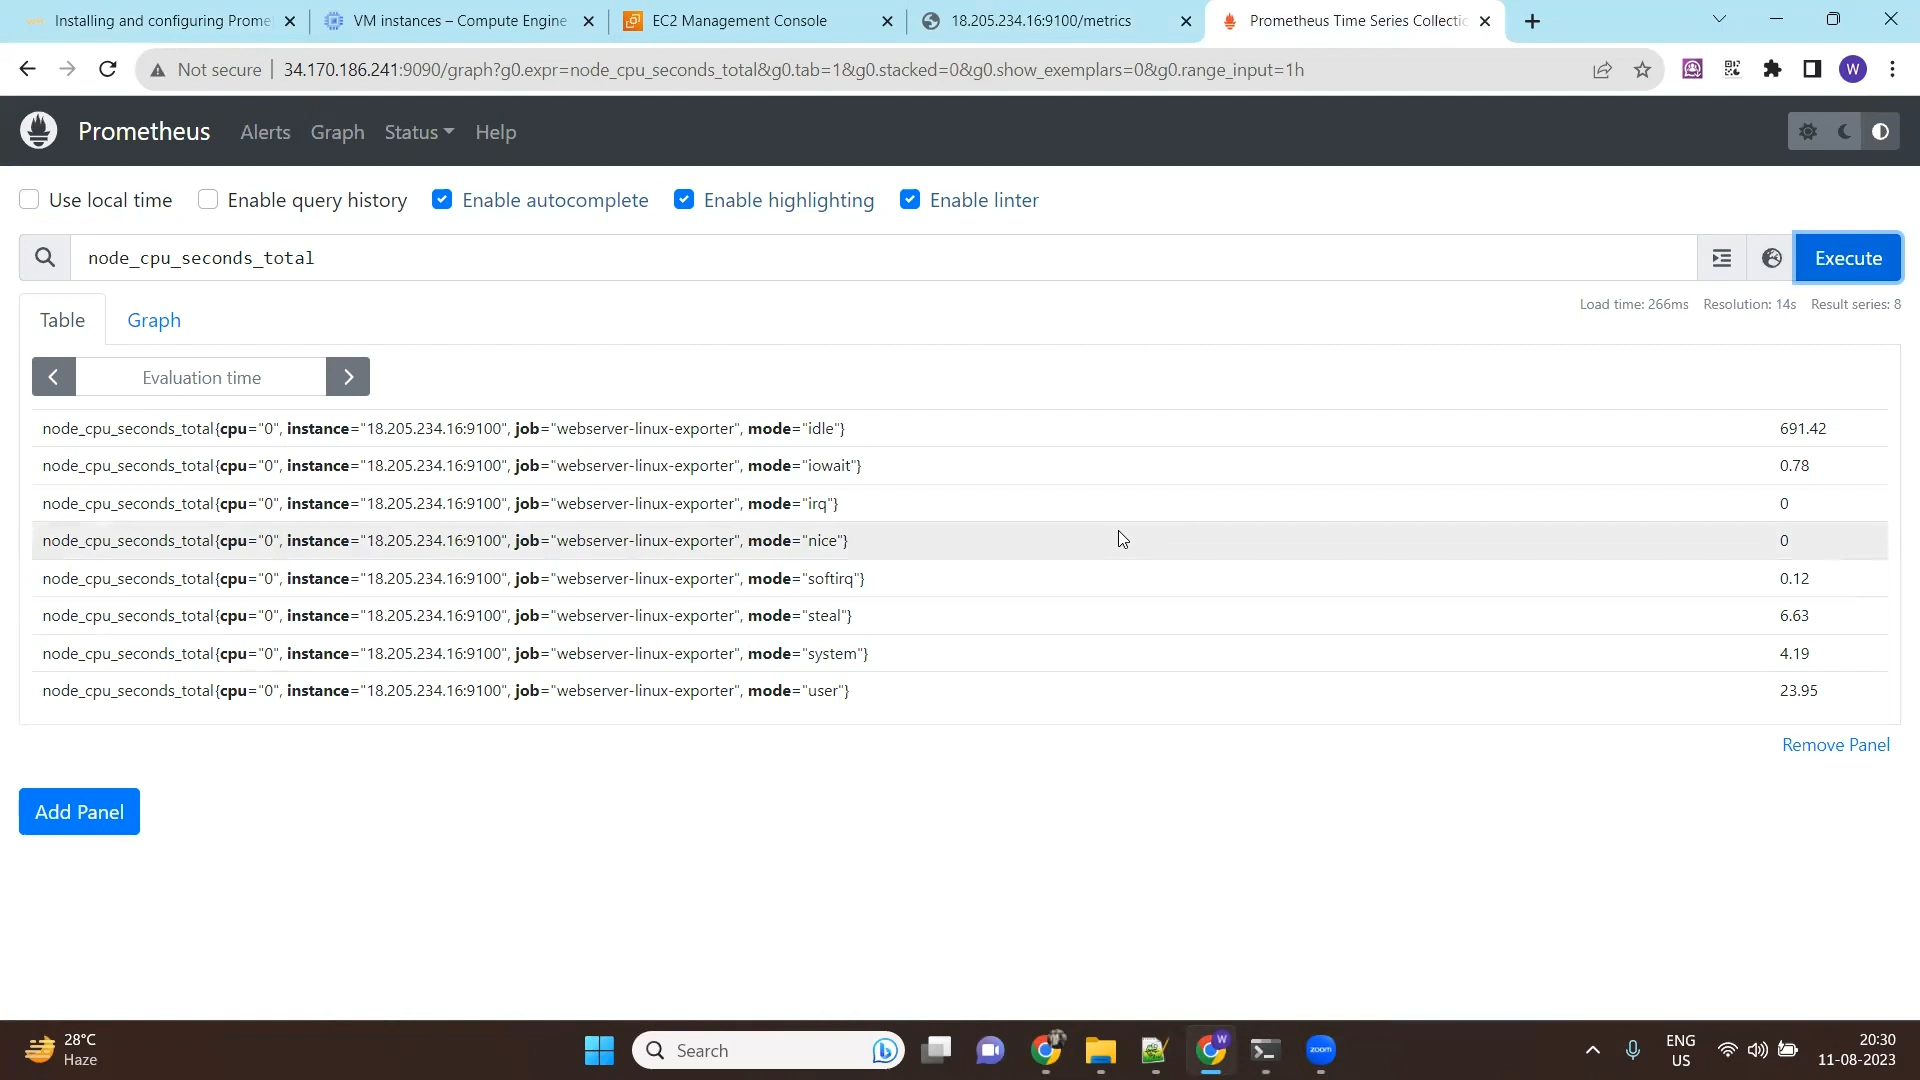 Installing and configuring Prome
VM instances – Compute Engine
EC2 Management Console
18.205.234.16:9100/metrics
Prometheus Time Series Collectio
Not secure
34.170.186.241:9090/graph?g0.expr=node_cpu_seconds_total&g0.tab=1&g0.stacked=0&g0.show_exemplars=0&g0.range_input=1h
W
Prometheus Alerts Graph Status Help
Use local time Enable query history Enable autocomplete Enable highlighting Enable linter
node_cpu_seconds_total
Execute
Table Graph
Load time: 266ms Resolution: 14s Result series: 8
Evaluation time
node_cpu_seconds_total{cpu="0", instance="18.205.234.16:9100", job="webserver-linux-exporter", mode="idle"} 691.42
node_cpu_seconds_total{cpu="0", instance="18.205.234.16:9100", job="webserver-linux-exporter", mode="iowait"} 0.78
node_cpu_seconds_total{cpu="0", instance="18.205.234.16:9100", job="webserver-linux-exporter", mode="irq"} 0
node_cpu_seconds_total{cpu="0", instance="18.205.234.16:9100", job="webserver-linux-exporter", mode="nice"} 0
node_cpu_seconds_total{cpu="0", instance="18.205.234.16:9100", job="webserver-linux-exporter", mode="softirq"} 0.12
node_cpu_seconds_total{cpu="0", instance="18.205.234.16:9100", job="webserver-linux-exporter", mode="steal"} 6.63
node_cpu_seconds_total{cpu="0", instance="18.205.234.16:9100", job="webserver-linux-exporter", mode="system"} 4.19
node_cpu_seconds_total{cpu="0", instance="18.205.234.16:9100", job="webserver-linux-exporter", mode="user"} 23.95
Remove Panel
Add Panel
28°C
Haze
Search
W
zoom
ENG
US
20:30
11-08-2023